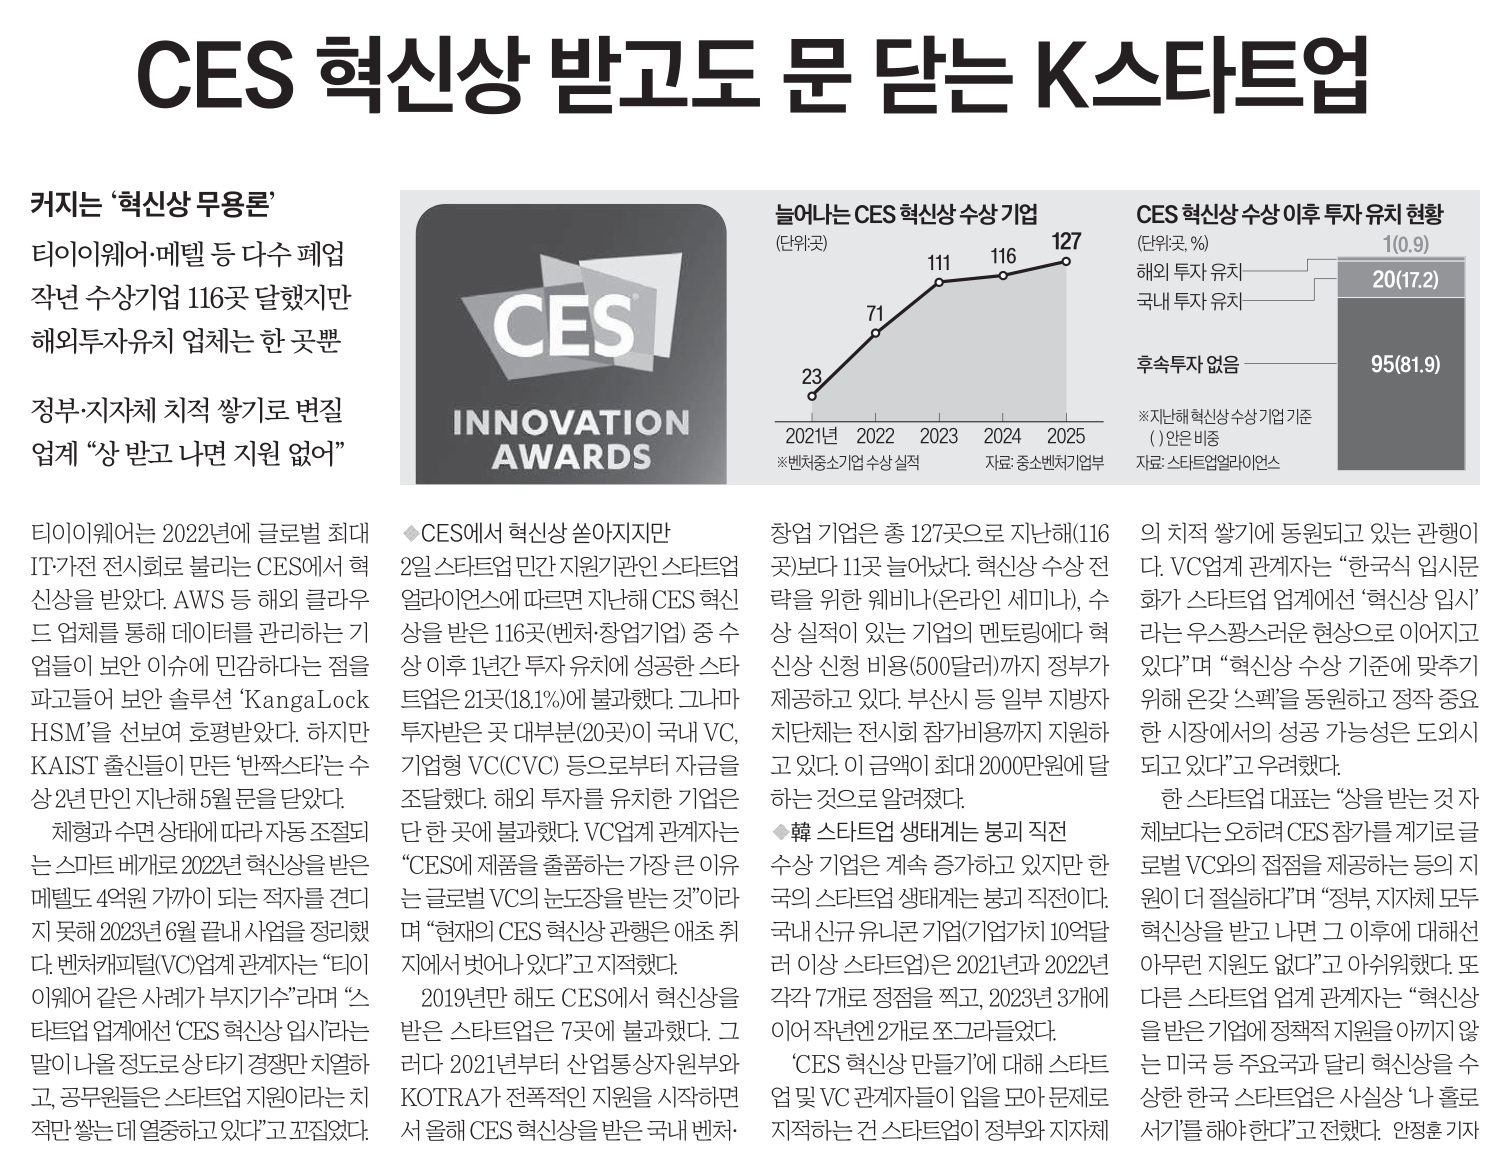 CES 혁신상 받고도 문 닫는 K스타트업
커지는 ‘혁신상 무용론’
티이이웨어·메텔 등 다수 폐업
작년 수상기업 116곳 달했지만
해외투자유치 업체는 한 곳뿐
정부·지자체 치적 쌓기로 변질
업계 “상 받고 나면 지원 없어”
CES
INNOVATION
AWARDS
늘어나는 CES 혁신상 수상 기업
(단위:곳)
23
71
111
116
127
2021년 2022 2023 2024 2025
※벤처중소기업 수상 실적 자료: 중소벤처기업부
CES 혁신상 수상 이후 투자 유치 현황
(단위:곳, %)
1(0.9)
해외 투자 유치
20(17.2)
국내 투자 유치
후속투자 없음
95(81.9)
※지난해 혁신상 수상 기업 기준
( ) 안은 비중
자료: 스타트업얼라이언스
티이이웨어는 2022년에 글로벌 최대
IT·가전 전시회로 불리는 CES에서 혁
신상을 받았다. AWS 등 해외 클라우
드 업체를 통해 데이터를 관리하는 기
업들이 보안 이슈에 민감하다는 점을
파고들어 보안 솔루션 ‘KangaLock
HSM’을 선보여 호평받았다. 하지만
KAIST 출신들이 만든 ‘반짝스타’는 수
상 2년 만인 지난해 5월 문을 닫았다.
체형과 수면 상태에 따라 자동 조절되
는 스마트 베개로 2022년 혁신상을 받은
메텔도 4억원 가까이 되는 적자를 견디
지 못해 2023년 6월 끝내 사업을 정리했
다. 벤처캐피털(VC)업계 관계자는 “티이
이웨어 같은 사례가 부지기수”라며 “스
타트업 업계에선 ‘CES 혁신상 입시’라는
말이 나올 정도로 상 타기 경쟁만 치열하
고, 공무원들은 스타트업 지원이라는 치
적만 쌓는 데 열중하고 있다”고 꼬집었다.
◆CES에서 혁신상 쏟아지지만
2일 스타트업 민간 지원기관인 스타트업
얼라이언스에 따르면 지난해 CES 혁신
상을 받은 116곳(벤처·창업기업) 중 수
상 이후 1년간 투자 유치에 성공한 스타
트업은 21곳(18.1%)에 불과했다. 그나마
투자받은 곳 대부분(20곳)이 국내 VC,
기업형 VC(CVC) 등으로부터 자금을
조달했다. 해외 투자를 유치한 기업은
단 한 곳에 불과했다. VC업계 관계자는
“CES에 제품을 출품하는 가장 큰 이유
는 글로벌 VC의 눈도장을 받는 것”이라
며 “현재의 CES 혁신상 관행은 애초 취
지에서 벗어나 있다”고 지적했다.
2019년만 해도 CES에서 혁신상을
받은 스타트업은 7곳에 불과했다. 그
러다 2021년부터 산업통상자원부와
KOTRA가 전폭적인 지원을 시작하면
서 올해 CES 혁신상을 받은 국내 벤처·
창업 기업은 총 127곳으로 지난해(116
곳)보다 11곳 늘어났다. 혁신상 수상 전
략을 위한 웨비나(온라인 세미나), 수
상 실적이 있는 기업의 멘토링에다 혁
신상 신청 비용(500달러)까지 정부가
제공하고 있다. 부산시 등 일부 지방자
치단체는 전시회 참가비용까지 지원하
고 있다. 이 금액이 최대 2000만원에 달
하는 것으로 알려졌다.
◆韓 스타트업 생태계는 붕괴 직전
수상 기업은 계속 증가하고 있지만 한
국의 스타트업 생태계는 붕괴 직전이다.
국내 신규 유니콘 기업(기업가치 10억달
러 이상 스타트업)은 2021년과 2022년
각각 7개로 정점을 찍고, 2023년 3개에
이어 작년엔 2개로 쪼그라들었다.
‘CES 혁신상 만들기’에 대해 스타트
업 및 VC 관계자들이 입을 모아 문제로
지적하는 건 스타트업이 정부와 지자체
의 치적 쌓기에 동원되고 있는 관행이
다. VC업계 관계자는 “한국식 입시문
화가 스타트업 업계에선 ‘혁신상 입시’
라는 우스꽝스러운 현상으로 이어지고
있다”며 “혁신상 수상 기준에 맞추기
위해 온갖 ‘스펙’을 동원하고 정작 중요
한 시장에서의 성공 가능성은 도외시
되고 있다”고 우려했다.
한 스타트업 대표는 “상을 받는 것 자
체보다는 오히려 CES 참가를 계기로 글
로벌 VC와의 접점을 제공하는 등의 지
원이 더 절실하다”며 “정부, 지자체 모두
혁신상을 받고 나면 그 이후에 대해선
아무런 지원도 없다”고 아쉬워했다. 또
다른 스타트업 업계 관계자는 “혁신상
을 받은 기업에 정책적 지원을 아끼지 않
는 미국 등 주요국과 달리 혁신상을 수
상한 한국 스타트업은 사실상 ‘나 홀로
서기’를 해야 한다”고 전했다. 안정훈 기자